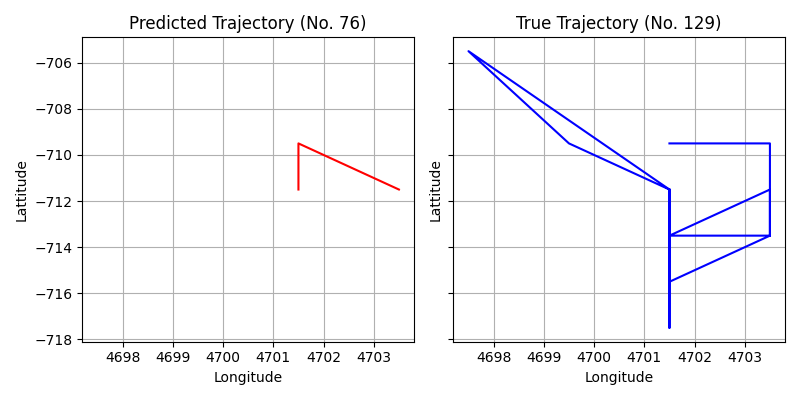 Predicted Trajectory (No. 76)
True Trajectory (No. 129)
−706
−708
−710
−712
−714
−716
−718
Lattitude
Lattitude
4698 4699 4700 4701 4702 4703
4698 4699 4700 4701 4702 4703
Longitude
Longitude